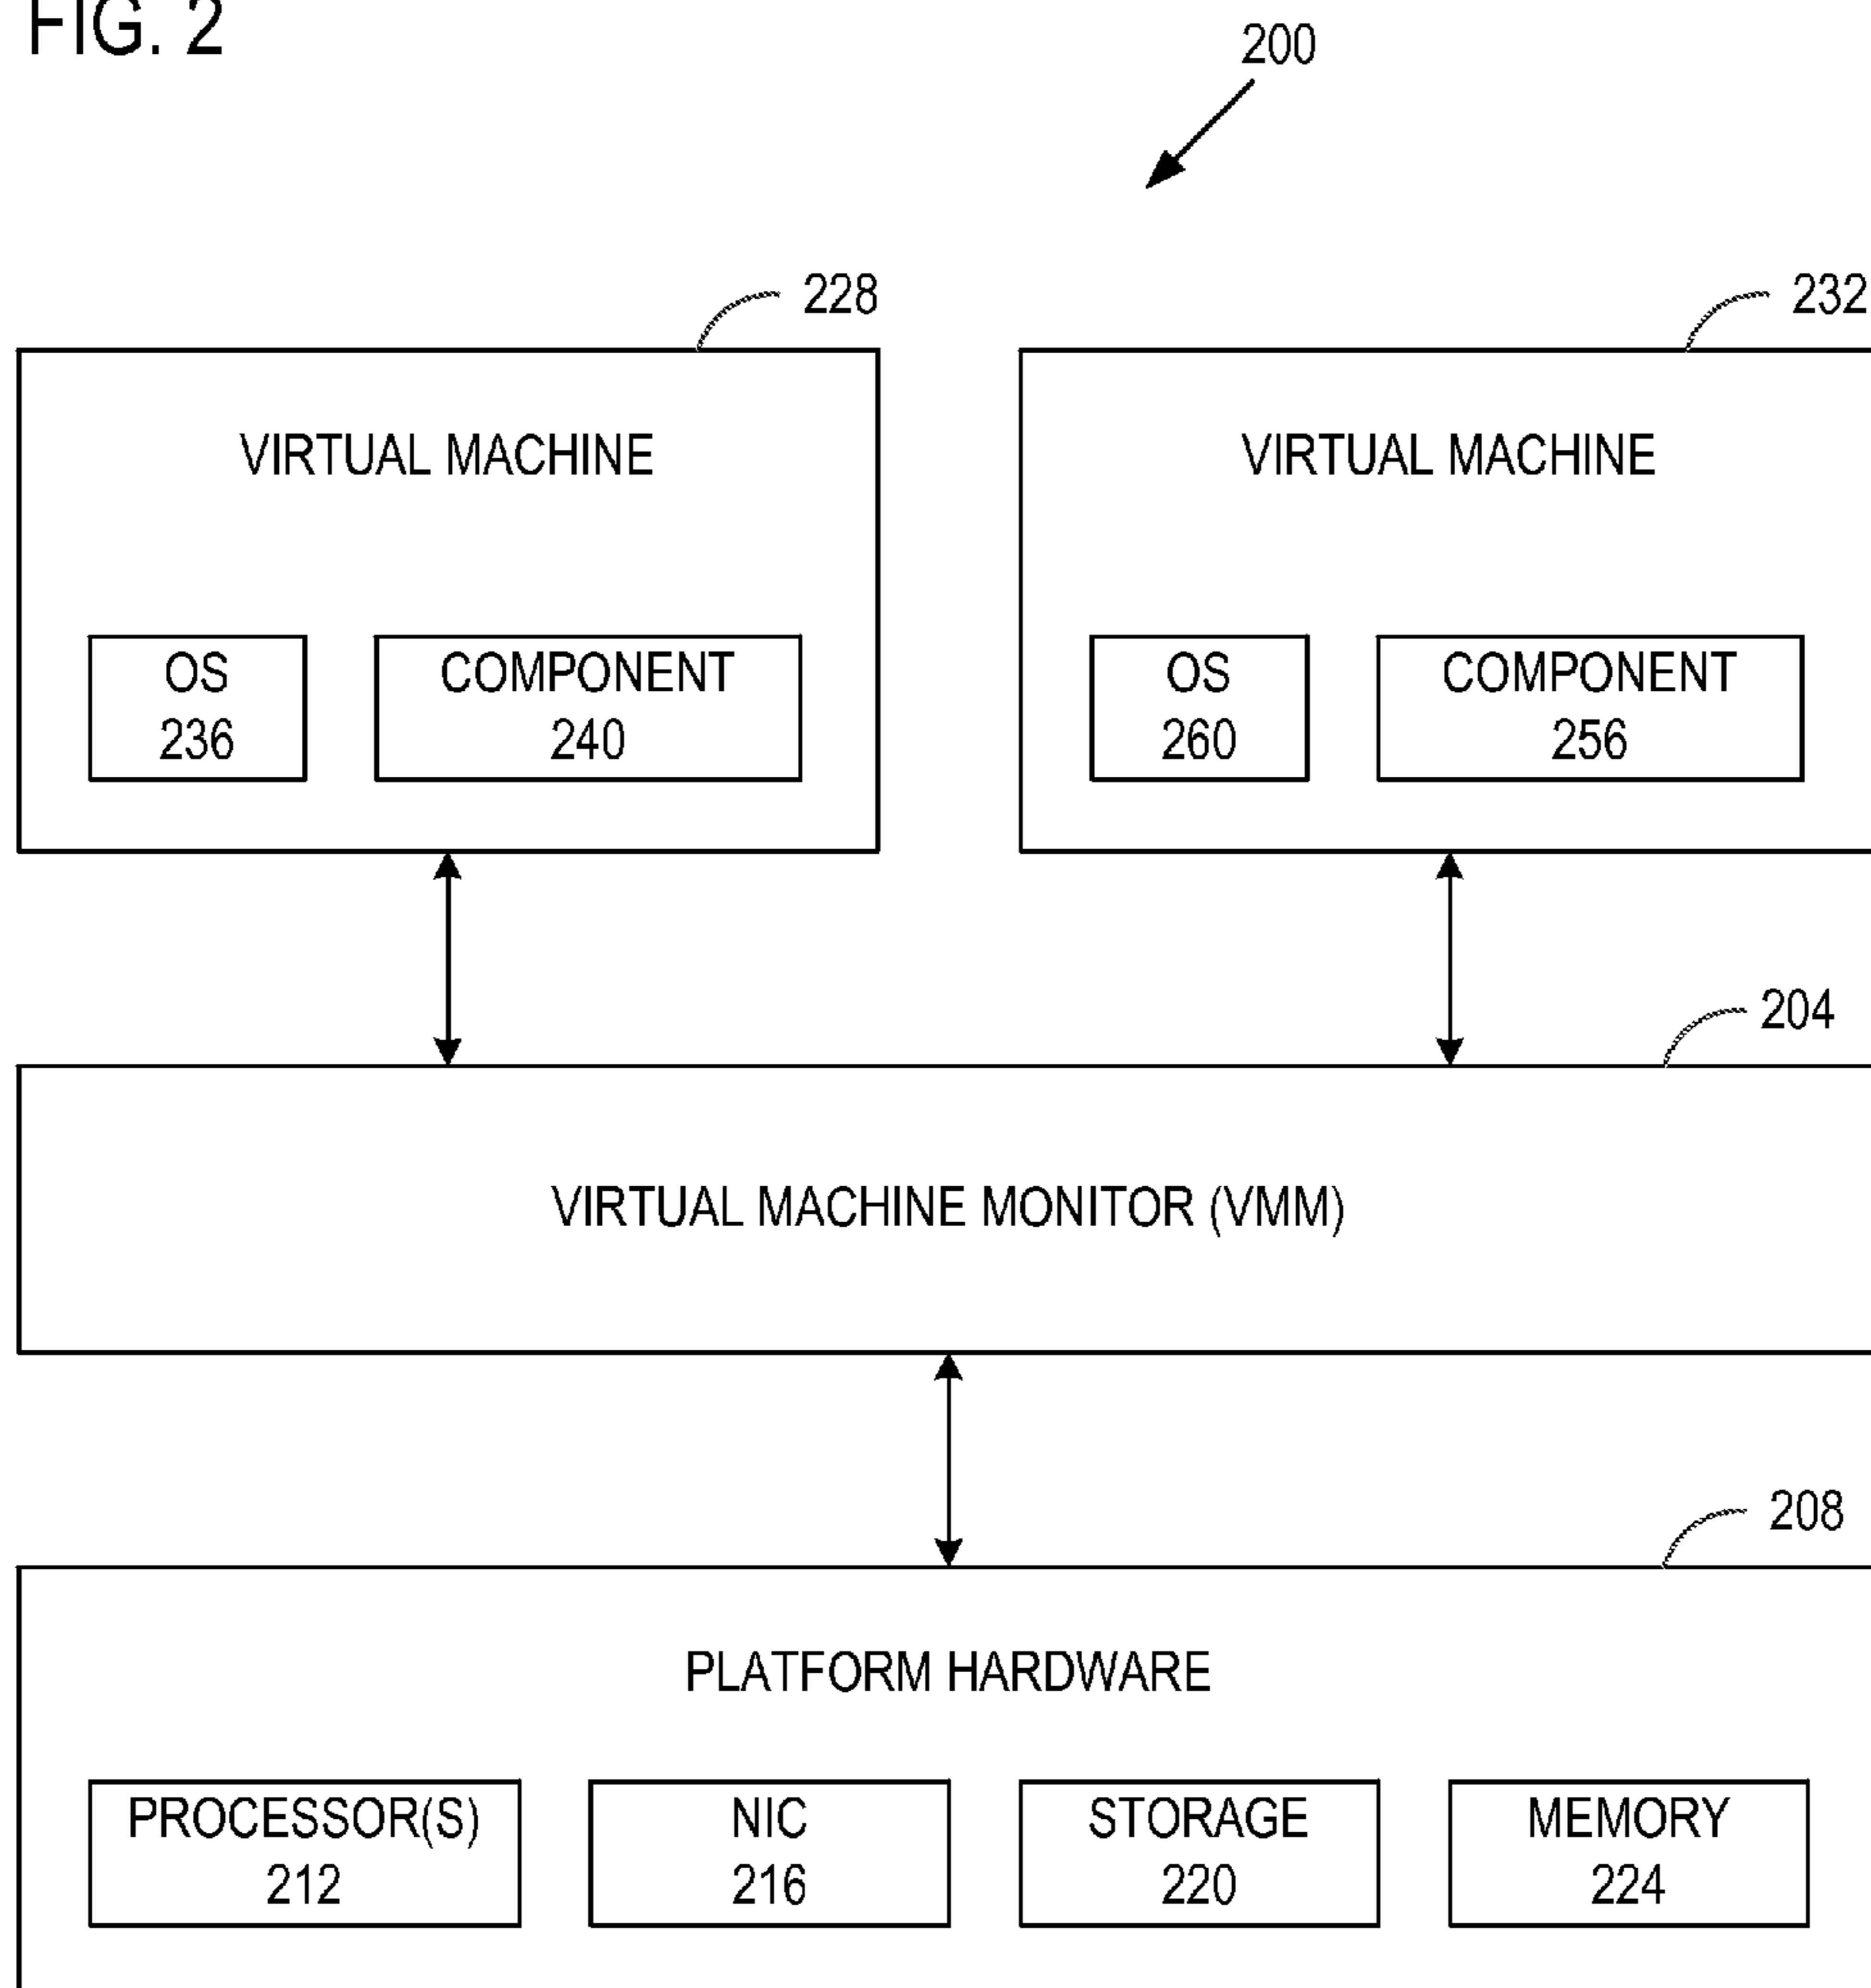 FIG. 2
200
228
232
VIRTUAL MACHINE
VIRTUAL MACHINE
OS
236
COMPONENT
240
OS
260
COMPONENT
256
204
VIRTUAL MACHINE MONITOR (VMM)
208
PLATFORM HARDWARE
PROCESSOR(S)
212
NIC
216
STORAGE
220
MEMORY
224